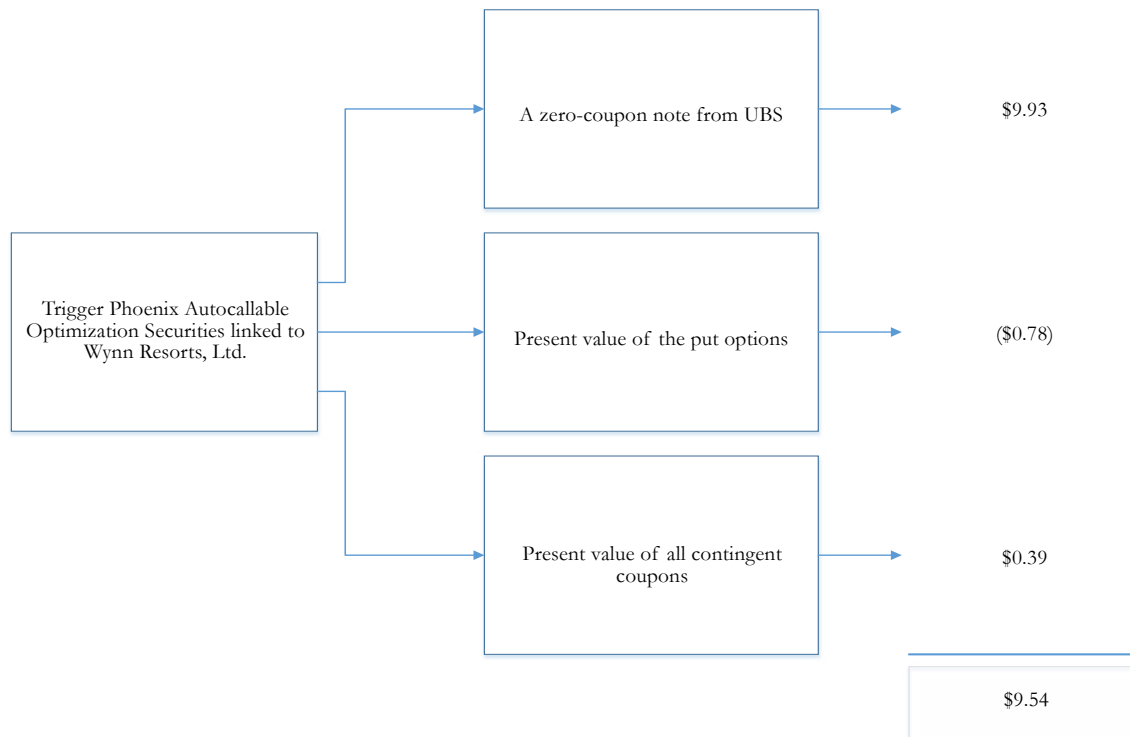 A zero-coupon note from UBS
$9.93
Trigger Phoenix Autocallable
Optimization Securities linked to
Wynn Resorts, Ltd.
Present value of the put options
($0.78)
Present value of all contingent
coupons
$0.39
$9.54